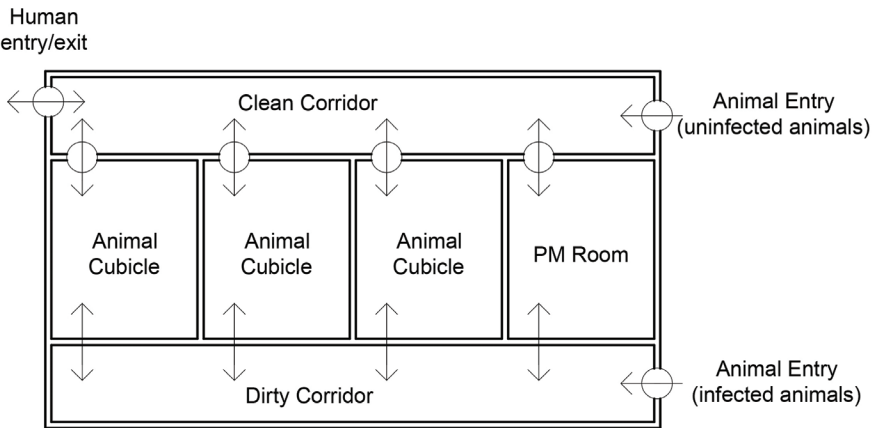 Human
entry/exit
Clean Corridor
Animal Entry
(uninfected animals)
Animal
Cubicle
Animal
Cubicle
Animal
Cubicle
PM Room
Dirty Corridor
Animal Entry
(infected animals)